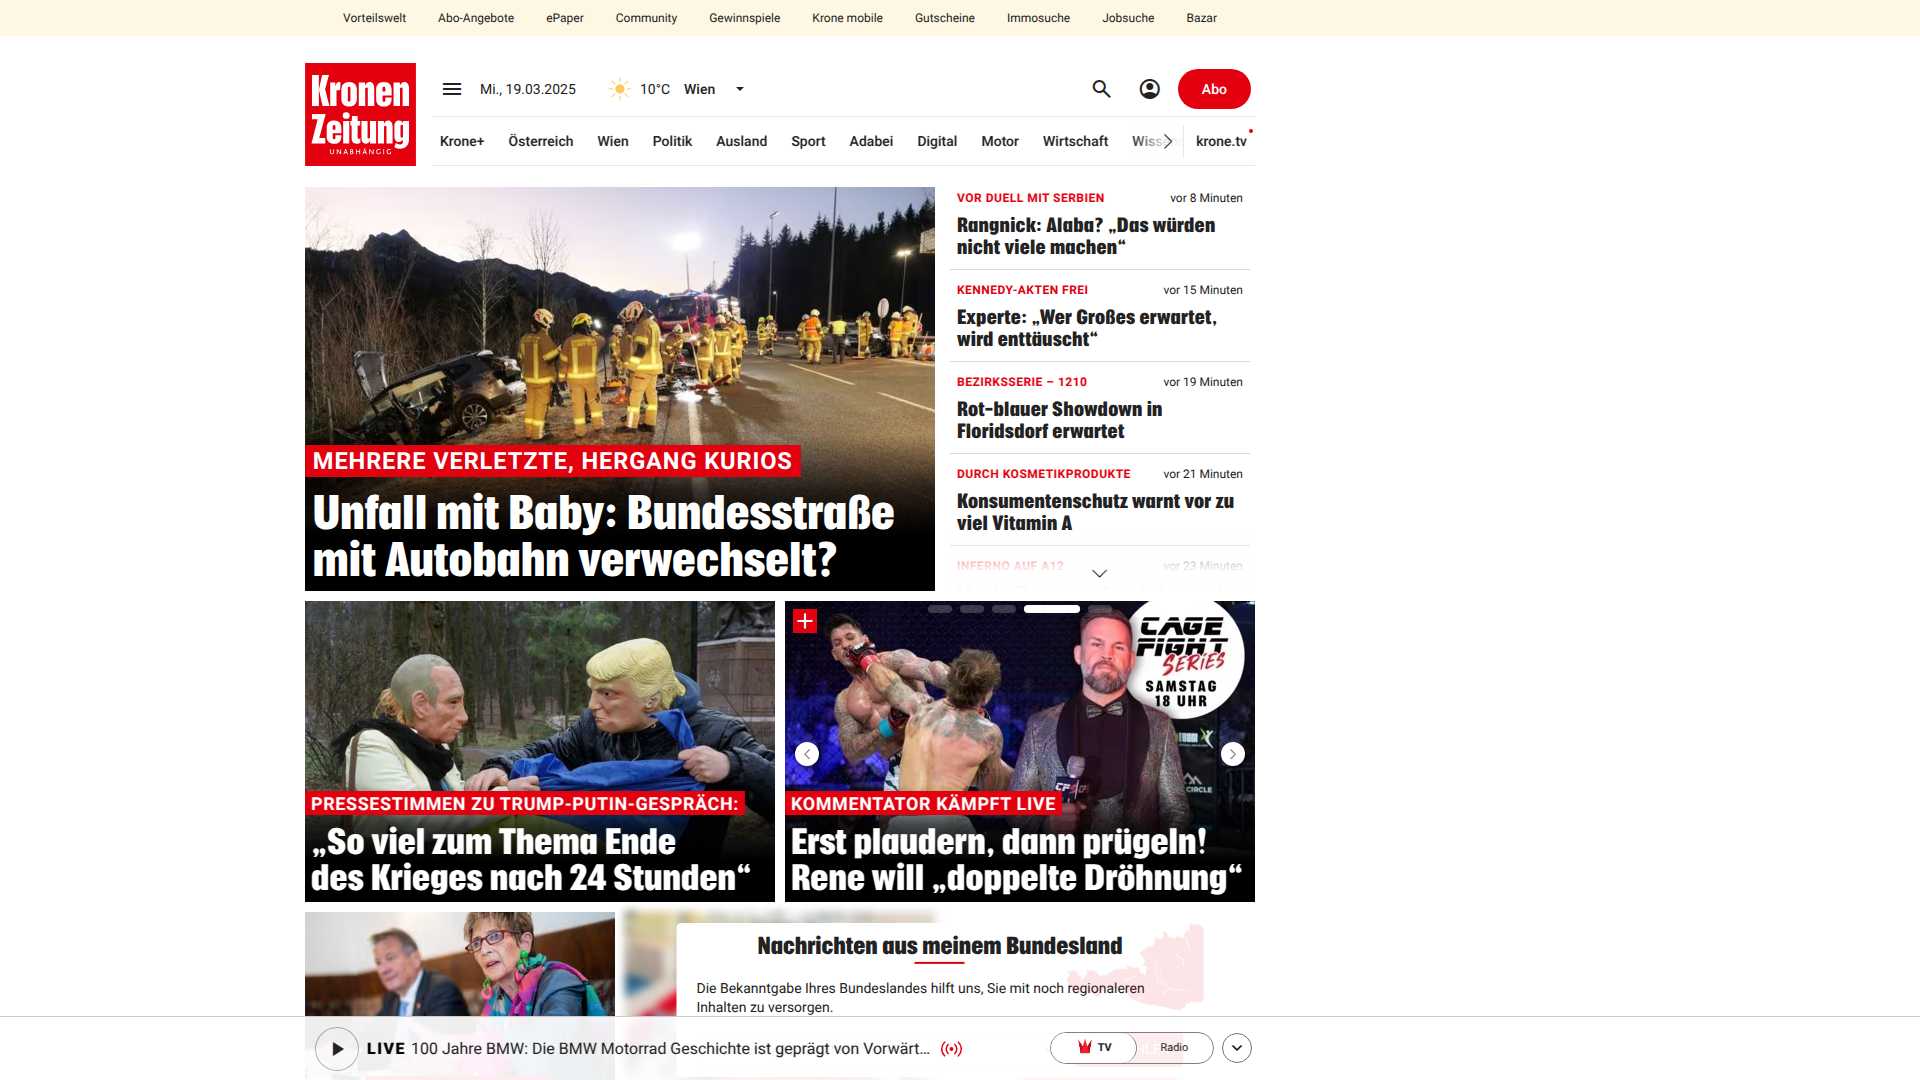 Vorteilswelt Abo-Angebote ePaper Community Gewinnspiele Krone mobile Gutscheine Immosuche Jobsuche Bazar
Kronen
Zeitung
UNABHÄNGIG
Mi., 19.03.2025 10°C Wien
Abo
Krone+ Österreich Wien Politik Ausland Sport Adabei Digital Motor Wirtschaft krone.tv
MEHRERE VERLETZTE, HERGANG KURIOS
Unfall mit Baby: Bundesstraße
mit Autobahn verwechselt?
VOR DUELL MIT SERBIEN vor 8 Minuten
Rangnick: Alaba? „Das würden
nicht viele machen“
KENNEDY-AKTEN FREI vor 15 Minuten
Experte: „Wer Großes erwartet,
wird enttäuscht“
BEZIRKSSERIE – 1210 vor 19 Minuten
Rot-blauer Showdown in
Floridsdorf erwartet
DURCH KOSMETIKPRODUKTE vor 21 Minuten
Konsumentenschutz warnt vor zu
viel Vitamin A
INFERNO AUF A12 vor 23 Minuten
PRESSESTIMMEN ZU TRUMP-PUTIN-GESPRÄCH:
„So viel zum Thema Ende
des Krieges nach 24 Stunden“
CAGE
FIGHT
SERIES
SAMSTAG
18 UHR
KOMMENTATOR KÄMPFT LIVE
Erst plaudern, dann prügeln!
Rene will „doppelte Dröhnung“
Nachrichten aus meinem Bundesland
Die Bekanntgabe Ihres Bundeslandes hilft uns, Sie mit noch regionaleren
Inhalten zu versorgen.
LIVE 100 Jahre BMW: Die BMW Motorrad Geschichte ist geprägt von Vorwärt...
TV Radio